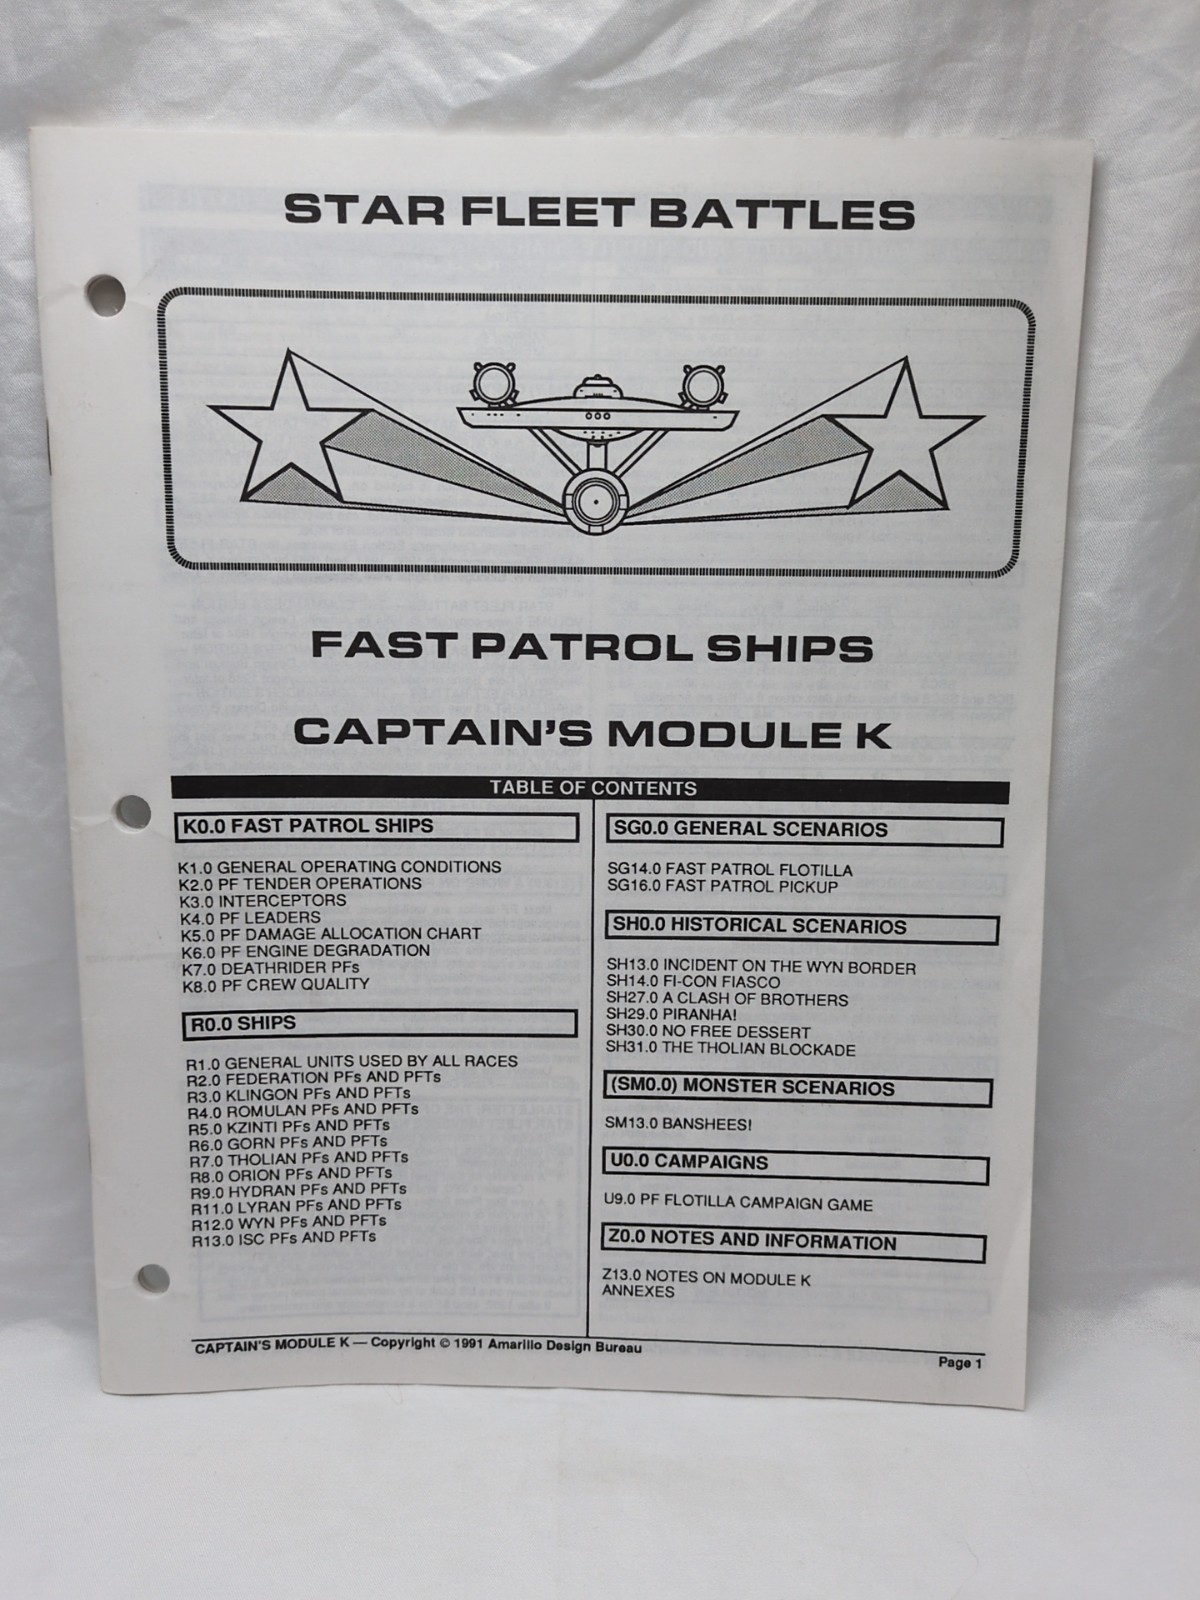 STAR FLEET BATTLES
FAST PATROL SHIPS
CAPTAIN'S MODULE K
TABLE OF CONTENTS
K0.0 FAST PATROL SHIPS
K1.0 GENERAL OPERATING CONDITIONS
K2.0 PF TENDER OPERATIONS
K3.0 INTERCEPTORS
K4.0 PF LEADERS
K5.0 PF DAMAGE ALLOCATION CHART
K6.0 PF ENGINE DEGRADATION
K7.0 DEATHRIDER PFs
K8.0 PF CREW QUALITY
R0.0 SHIPS
R1.0 GENERAL UNITS USED BY ALL RACES
R2.0 FEDERATION PFs AND PFTs
R3.0 KLINGON PFs AND PFTs
R4.0 ROMULAN PFs AND PFTs
R5.0 KZINTI PFs AND PFTs
R6.0 GORN PFs AND PFTs
R7.0 THOLIAN PFs AND PFTs
R8.0 ORION PFs AND PFTs
R9.0 HYDRAN PFs AND PFTs
R11.0 LYRAN PFs AND PFTs
R12.0 WYN PFs AND PFTs
R13.0 ISC PFs AND PFTs
SG0.0 GENERAL SCENARIOS
SG14.0 FAST PATROL FLOTILLA
SG16.0 FAST PATROL PICKUP
SH0.0 HISTORICAL SCENARIOS
SH13.0 INCIDENT ON THE WYN BORDER
SH14.0 FI-CON FIASCO
SH27.0 A CLASH OF BROTHERS
SH29.0 PIRANHA!
SH30.0 NO FREE DESSERT
SH31.0 THE THOLIAN BLOCKADE
(SM0.0) MONSTER SCENARIOS
SM13.0 BANSHEES!
U0.0 CAMPAIGNS
U9.0 PF FLOTILLA CAMPAIGN GAME
Z0.0 NOTES AND INFORMATION
Z13.0 NOTES ON MODULE K
ANNEXES
CAPTAIN'S MODULE K — Copyright © 1991 Amarillo Design Bureau
Page 1